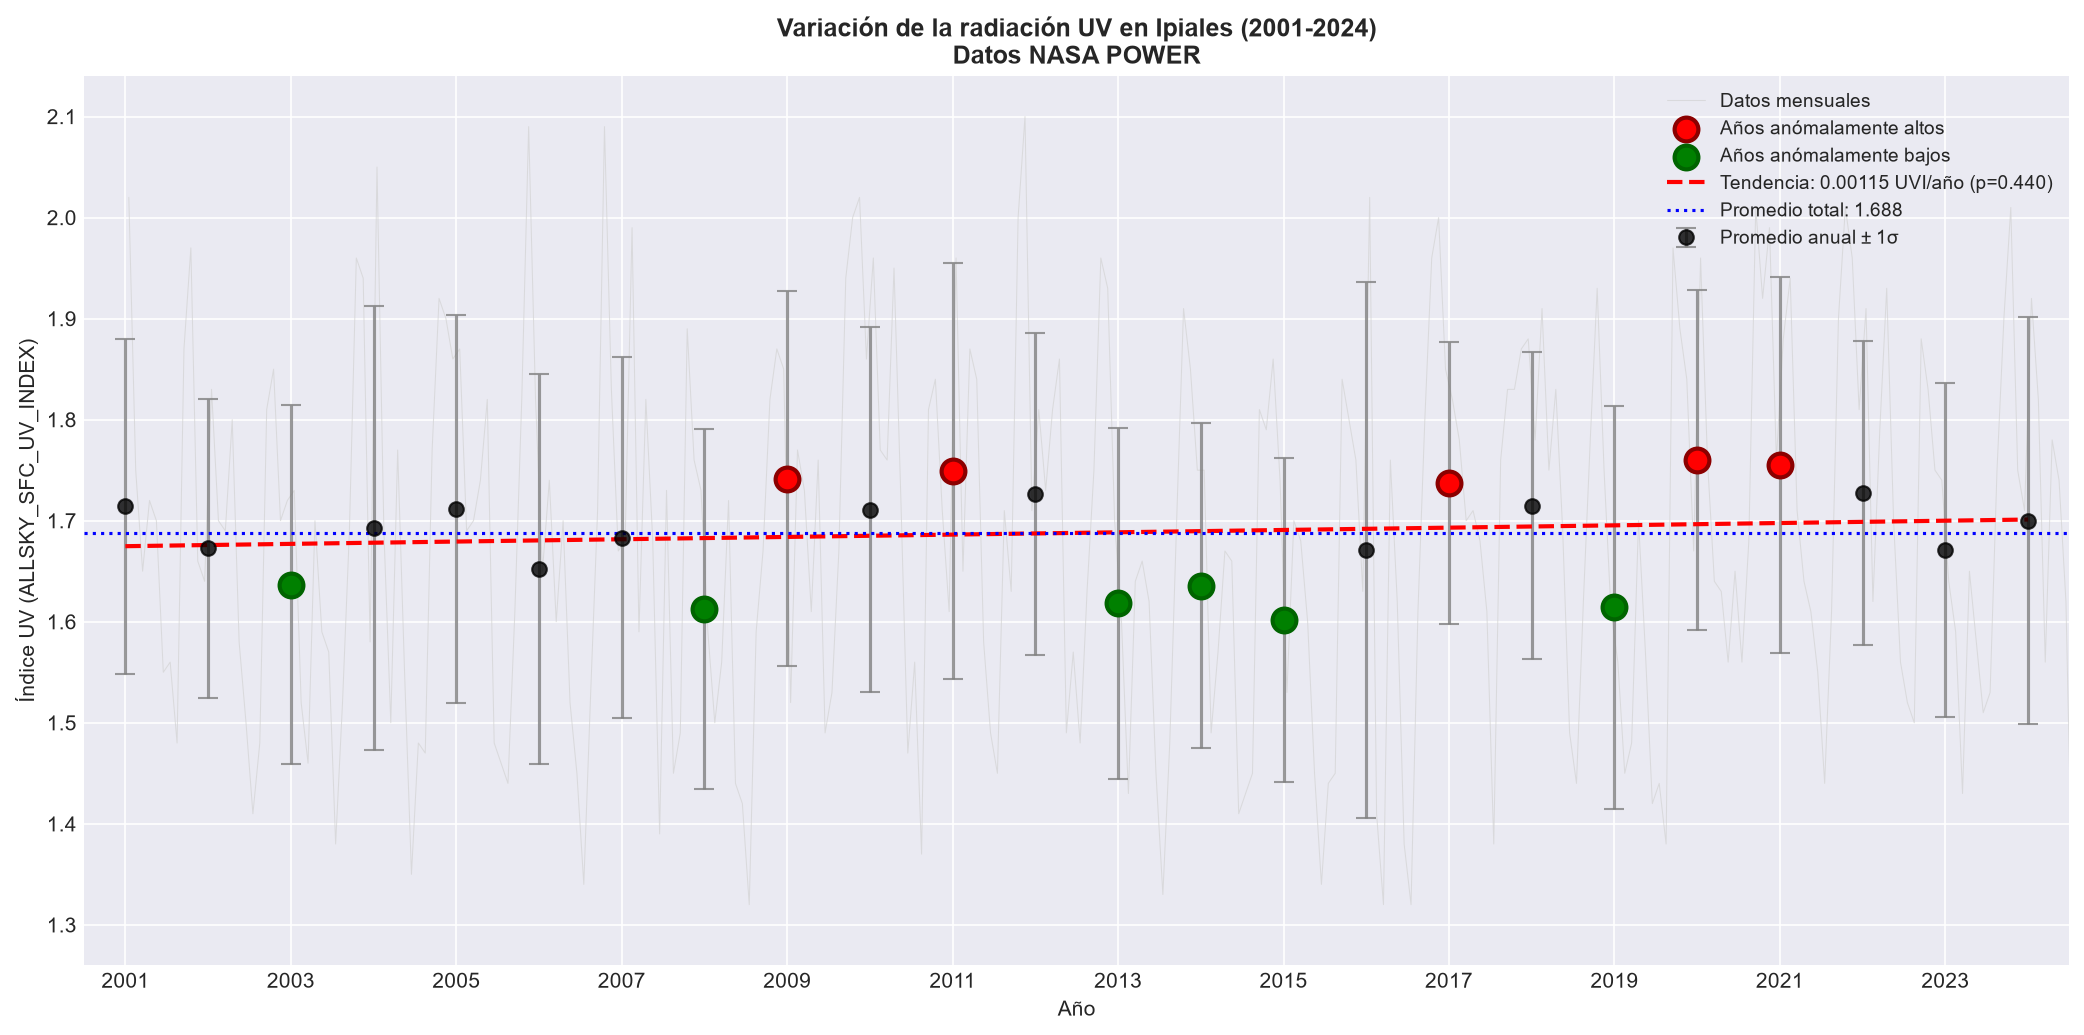 Variación de la radiación UV en Ipiales (2001-2024)
Datos NASA POWER
Índice UV (ALLSKY_SFC_UV_INDEX)
2.1
2.0
1.9
1.8
1.7
1.6
1.5
1.4
1.3
Datos mensuales
Años anómalamente altos
Años anómalamente bajos
Tendencia: 0.00115 UVI/año (p=0.440)
Promedio total: 1.688
Promedio anual ± 1σ
2001 2003 2005 2007 2009 2011 2013 2015 2017 2019 2021 2023
Año